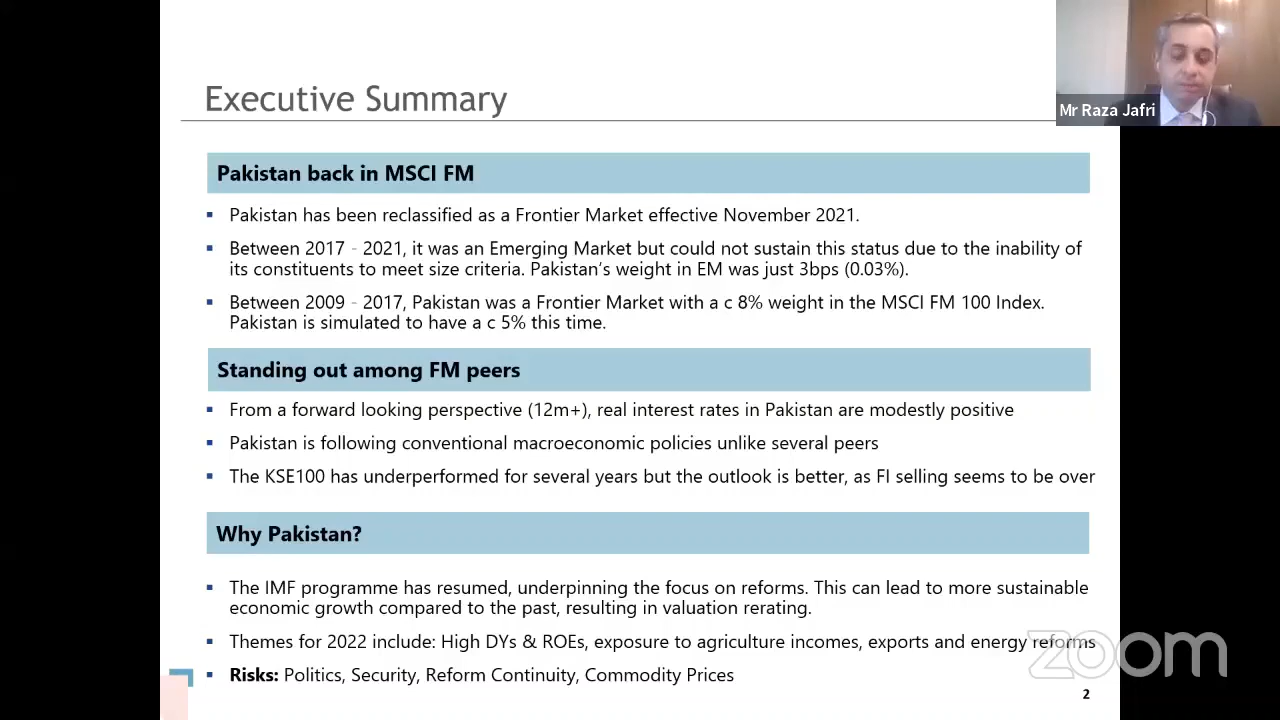 Executive Summary
Mr Raza Jafri
Pakistan back in MSCI FM
▪ Pakistan has been reclassified as a Frontier Market effective November 2021.
▪ Between 2017 - 2021, it was an Emerging Market but could not sustain this status due to the inability of
its constituents to meet size criteria. Pakistan's weight in EM was just 3bps (0.03%).
▪ Between 2009 - 2017, Pakistan was a Frontier Market with a c 8% weight in the MSCI FM 100 Index.
Pakistan is simulated to have a c 5% this time.
Standing out among FM peers
▪ From a forward looking perspective (12m+), real interest rates in Pakistan are modestly positive
▪ Pakistan is following conventional macroeconomic policies unlike several peers
▪ The KSE100 has underperformed for several years but the outlook is better, as FI selling seems to be over
Why Pakistan?
▪ The IMF programme has resumed, underpinning the focus on reforms. This can lead to more sustainable
economic growth compared to the past, resulting in valuation rerating.
▪ Themes for 2022 include: High DYs & ROEs, exposure to agriculture incomes, exports and energy reforms
▪ Risks: Politics, Security, Reform Continuity, Commodity Prices
zoom
2